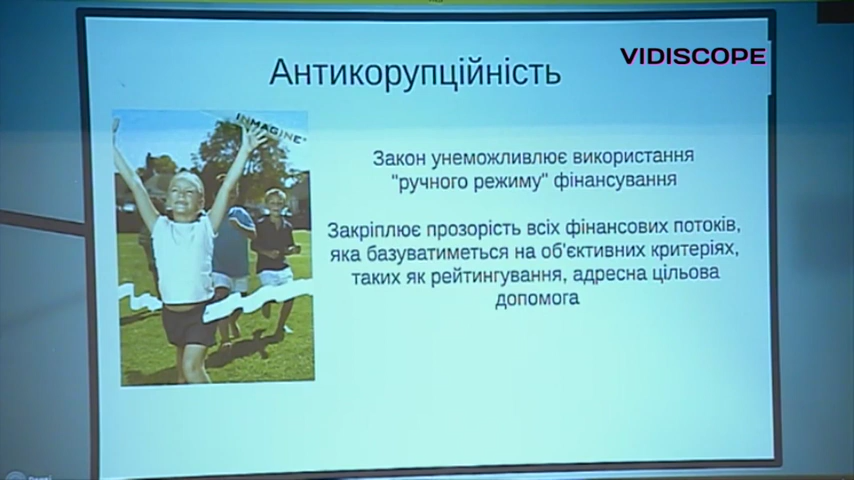 VIDISCOPE
Антикорупційність
INMAGINE
Закон унеможливлює використання
"ручного режиму" фінансування
Закріплює прозорість всіх фінансових потоків,
яка базуватиметься на об'єктивних критеріях,
таких як рейтингування, адресна цільова
допомога